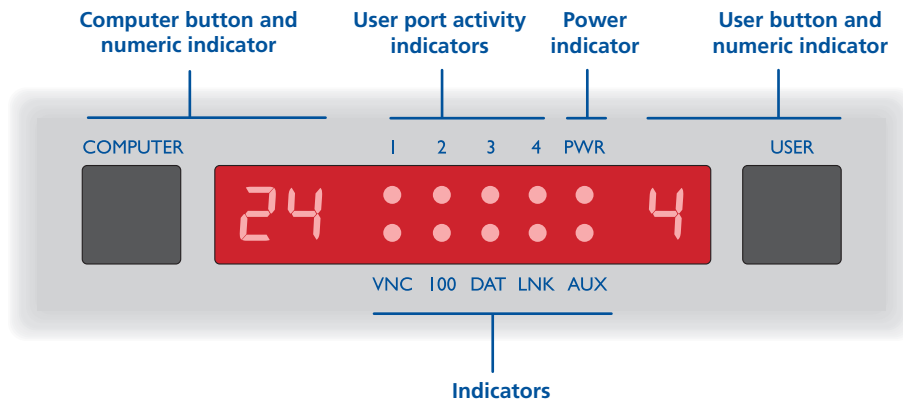 Computer button and
numeric indicator
User port activity
indicators
Power
indicator
User button and
numeric indicator
COMPUTER
1 2 3 4 PWR
USER
24
4
VNC 100 DAT LNK AUX
Indicators